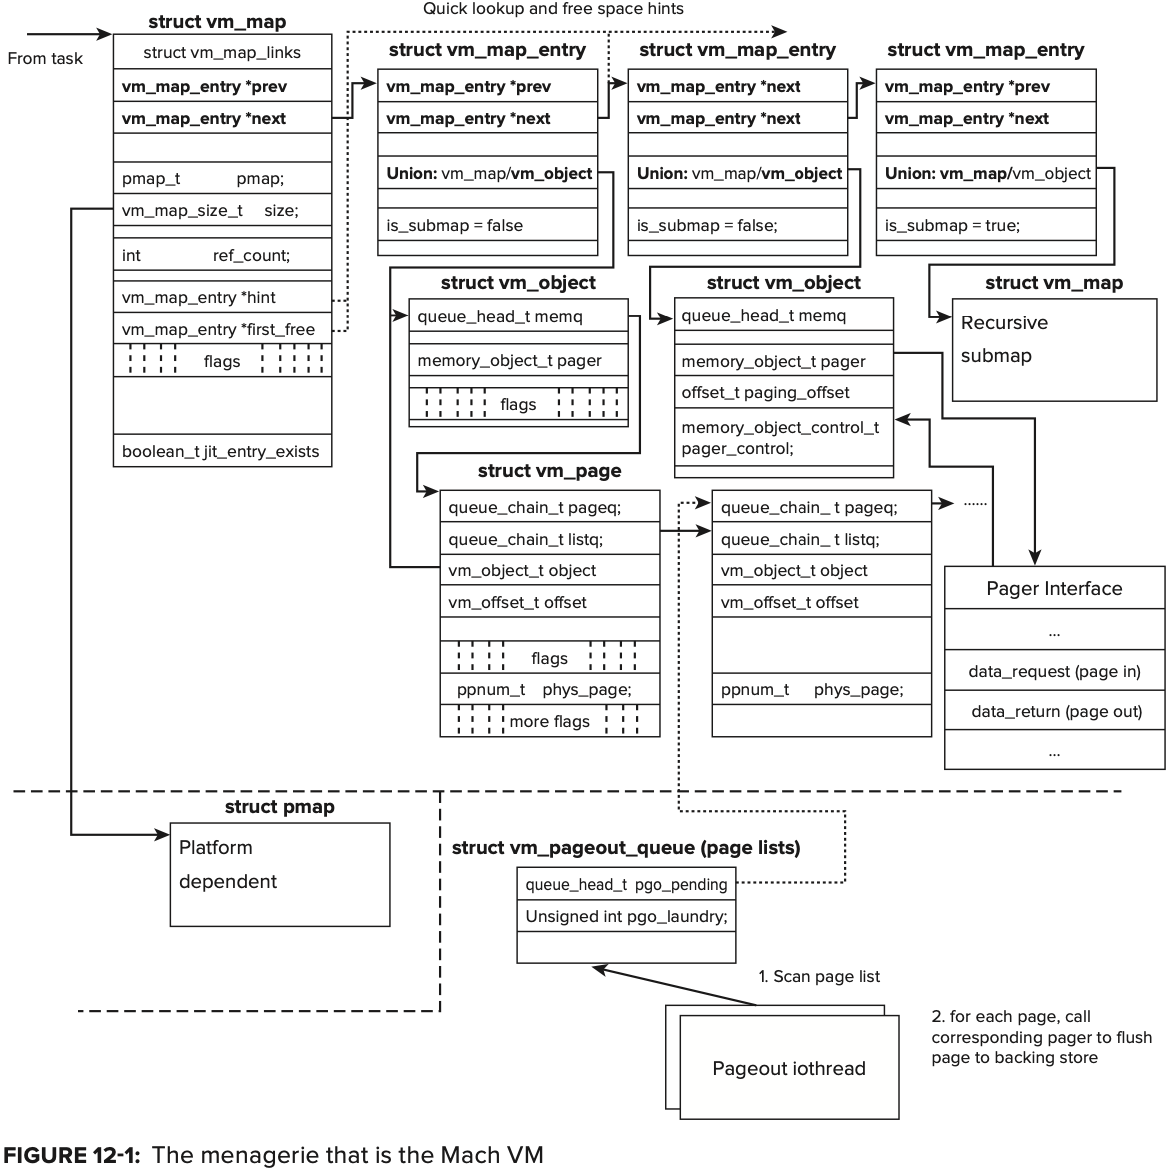 Quick lookup and free space hints
struct vm_map
From task
struct vm_map_links
vm_map_entry *prev
vm_map_entry *next
pmap_t pmap;
vm_map_size_t size;
int ref_count;
vm_map_entry *hint
vm_map_entry *first_free
flags
boolean_t jit_entry_exists
struct vm_map_entry
vm_map_entry *prev
vm_map_entry *next
Union: vm_map/vm_object
is_submap = false
struct vm_map_entry
vm_map_entry *next
vm_map_entry *next
Union: vm_map/vm_object
is_submap = false;
struct vm_map_entry
vm_map_entry *prev
vm_map_entry *next
Union: vm_map/vm_object
is_submap = true;
struct vm_object
queue_head_t memq
memory_object_t pager
flags
struct vm_object
queue_head_t memq
memory_object_t pager
offset_t paging_offset
memory_object_control_t
pager_control;
struct vm_map
Recursive
submap
struct vm_page
queue_chain_t pageq;
queue_chain_t listq;
vm_object_t object
vm_offset_t offset
flags
ppnum_t phys_page;
more flags
queue_chain_ t pageq;
queue_chain_ t listq;
vm_object_t object
vm_offset_t offset
ppnum_t phys_page;
......
Pager Interface
...
data_request (page in)
data_return (page out)
...
struct pmap
Platform
dependent
struct vm_pageout_queue (page lists)
queue_head_t pgo_pending
Unsigned int pgo_laundry;
1. Scan page list
Pageout iothread
2. for each page, call
corresponding pager to flush
page to backing store
FIGURE 12-1: The menagerie that is the Mach VM